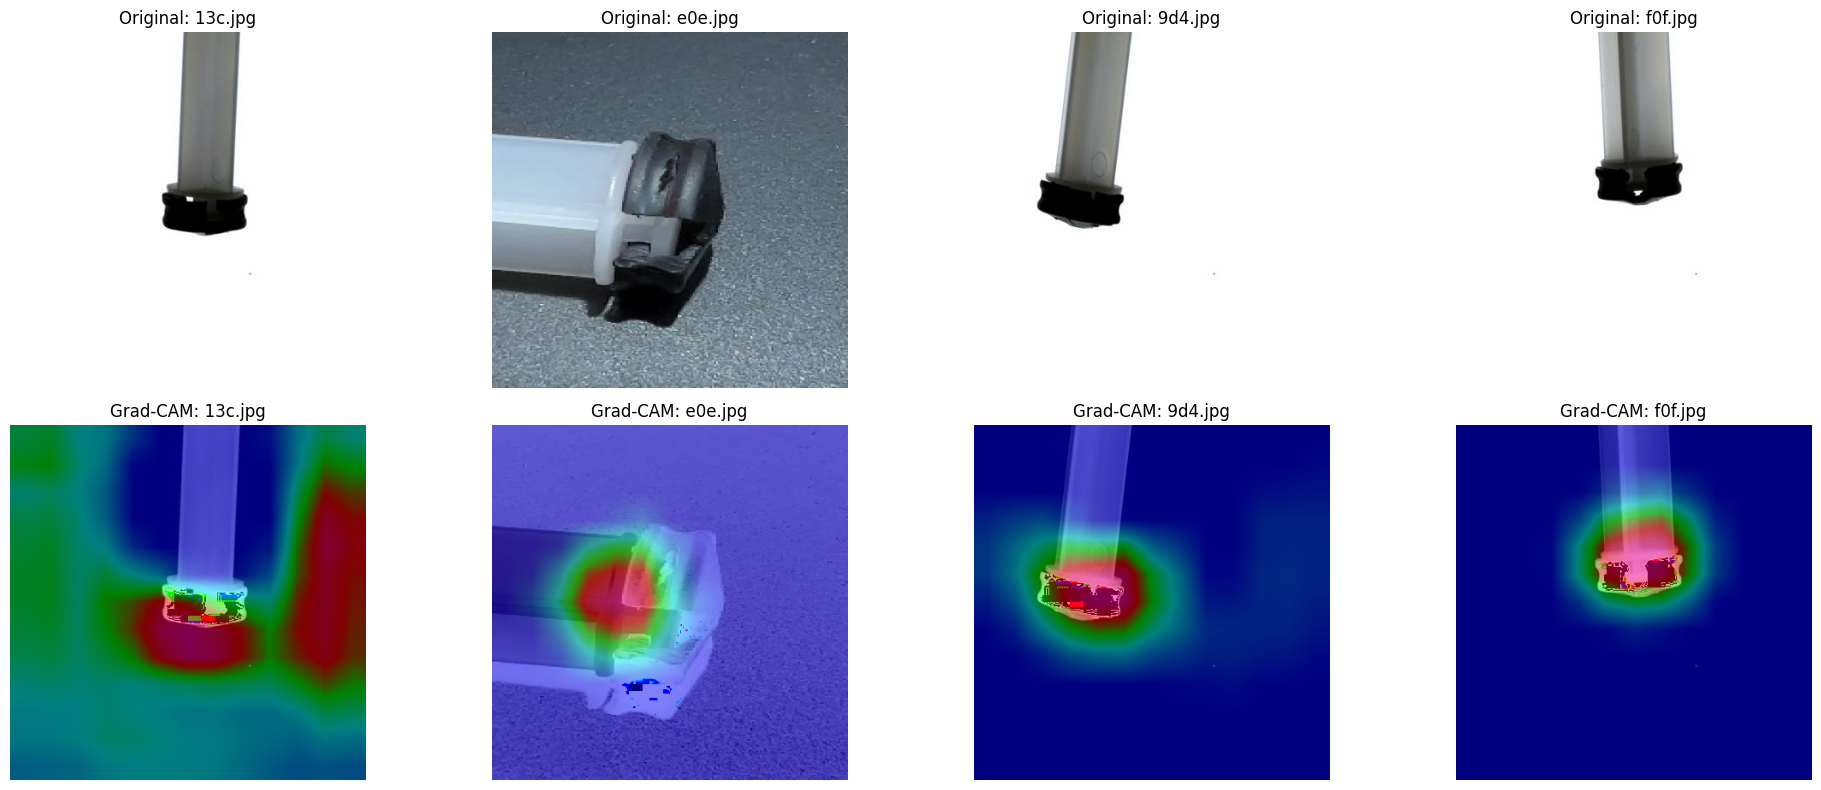 Original: 13c.jpg
Original: e0e.jpg
Original: 9d4.jpg
Original: f0f.jpg
Grad-CAM: 13c.jpg
Grad-CAM: e0e.jpg
Grad-CAM: 9d4.jpg
Grad-CAM: f0f.jpg